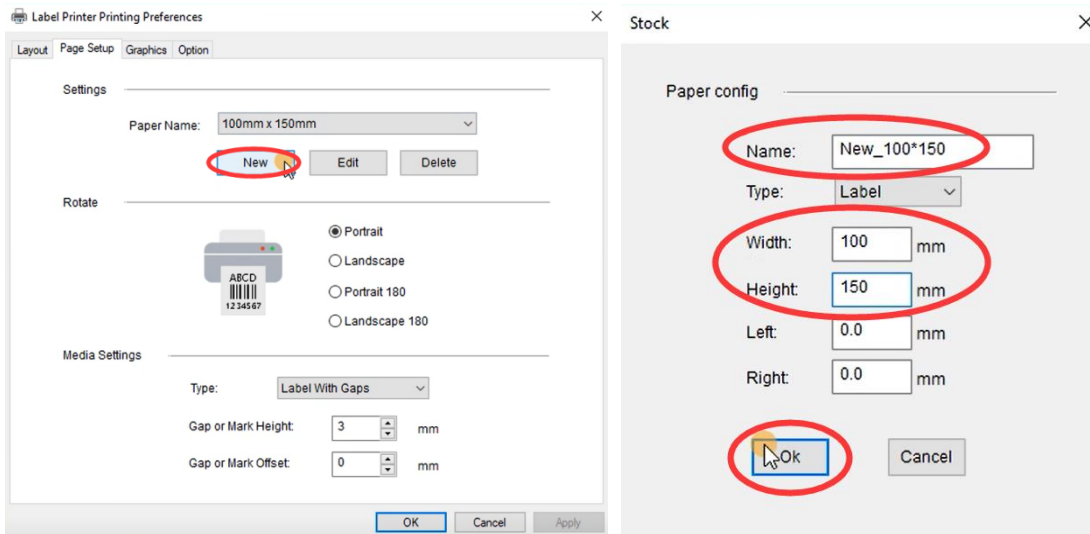 Label Printer Printing Preferences
Layout Page Setup Graphics Option
Settings
Paper Name: 100mm x 150mm
New Edit Delete
Rotate
ABCD
1234567
Portrait
Landscape
Portrait 180
Landscape 180
Media Settings
Type: Label With Gaps
Gap or Mark Height: 3 mm
Gap or Mark Offset: 0 mm
OK Cancel Apply
Stock
Paper config
Name: New_100*150
Type: Label
Width: 100 mm
Height: 150 mm
Left: 0.0 mm
Right: 0.0 mm
Ok Cancel